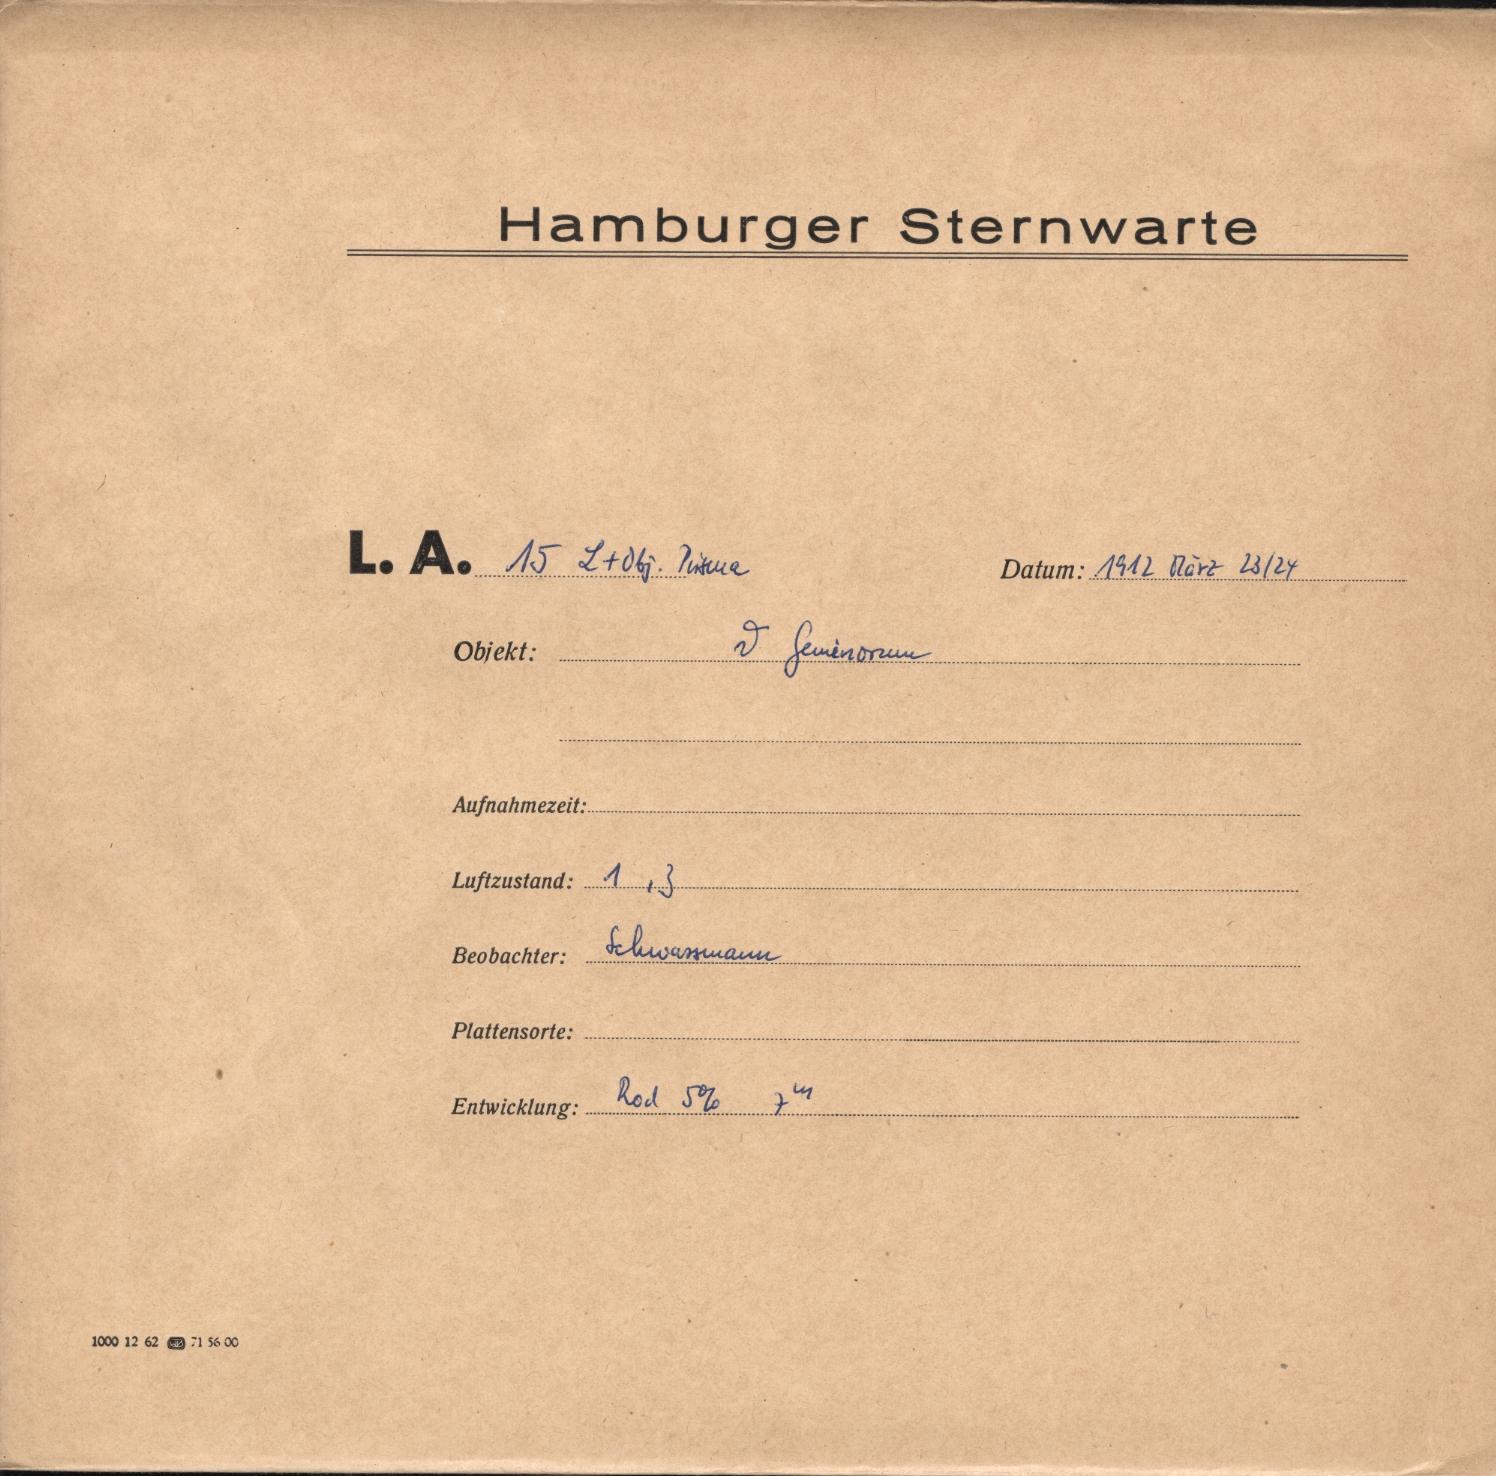 Hamburger Sternwarte
L. A. 15 L+Obj. Prisma Datum: 1912 März 23/24
Objekt: ϑ Geminorum
Aufnahmezeit:
Luftzustand: 1 , 3
Beobachter: Schwassmann
Plattensorte:
Entwicklung: Rod 5% 7ᵐ
1000 12 62 71 56 00